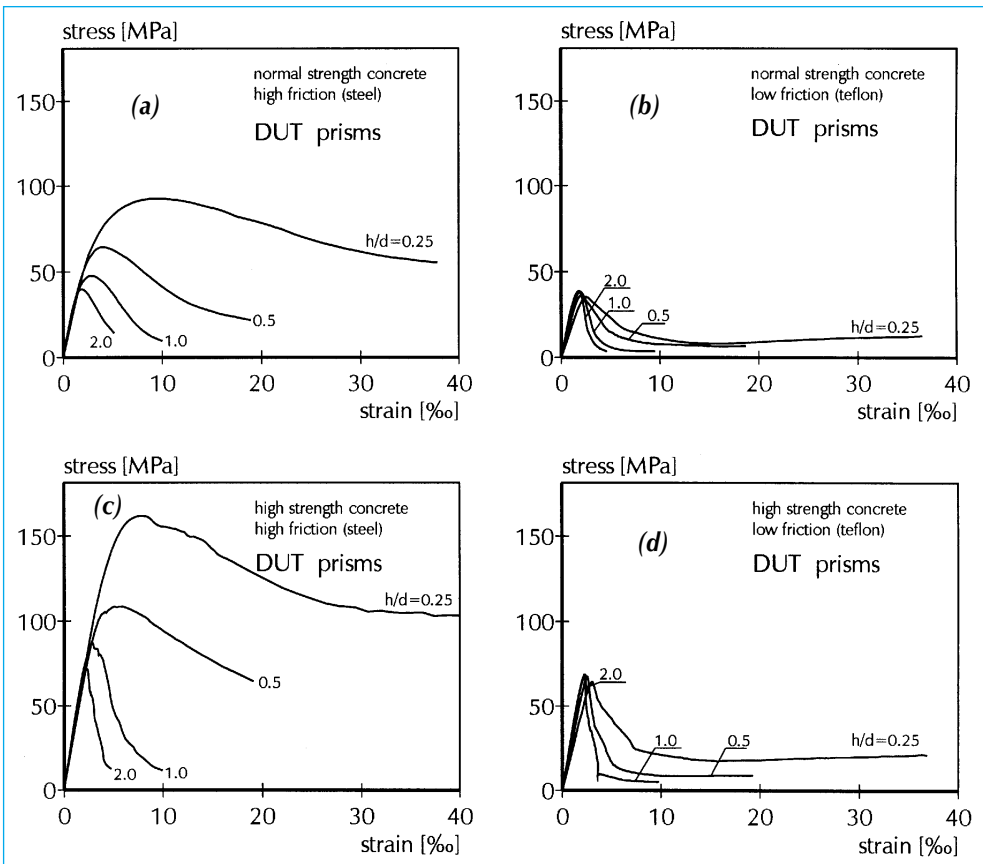 stress [MPa]
(a)
normal strength concrete
high friction (steel)
DUT prisms
150
100
50
0
h/d=0.25
0.5
1.0
2.0
0 10 20 30 40
strain [‰]
stress [MPa]
(b)
normal strength concrete
low friction (teflon)
DUT prisms
150
100
50
0
2.0
1.0
0.5
h/d=0.25
0 10 20 30 40
strain [‰]
stress [MPa]
(c)
high strength concrete
high friction (steel)
DUT prisms
150
100
50
0
h/d=0.25
0.5
2.0
1.0
0 10 20 30 40
strain [‰]
stress [MPa]
(d)
high strength concrete
low friction (teflon)
DUT prisms
150
100
50
0
2.0
1.0
0.5
h/d=0.25
0 10 20 30 40
strain [‰]